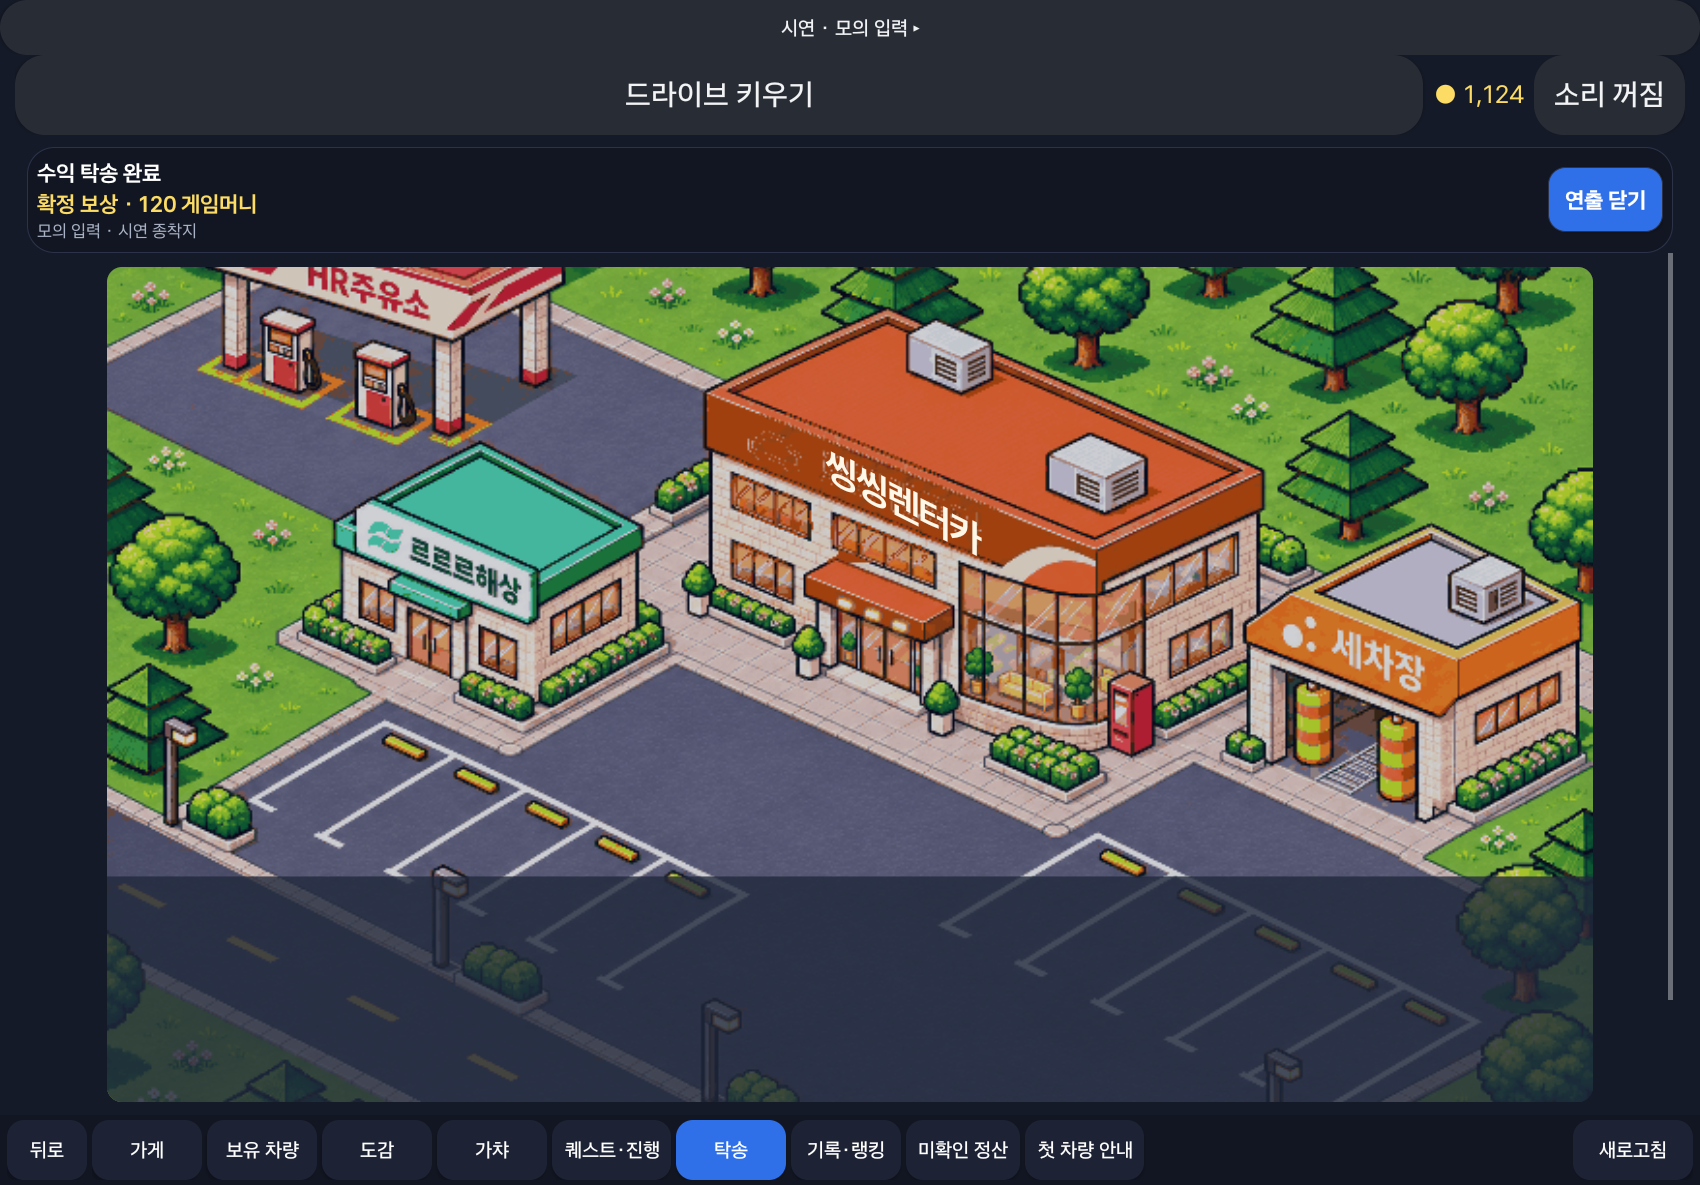 시연 · 모의 입력 ▸
드라이브 키우기
1,124
소리 꺼짐
수익 탁송 완료
확정 보상 · 120 게임머니
모의 입력 · 시연 종착지
연출 닫기
HR주유소
씽씽렌터카
르르르해상
세차장
뒤로
가게
보유 차량
도감
가챠
퀘스트·진행
탁송
기록·랭킹
미확인 정산
첫 차량 안내
새로고침